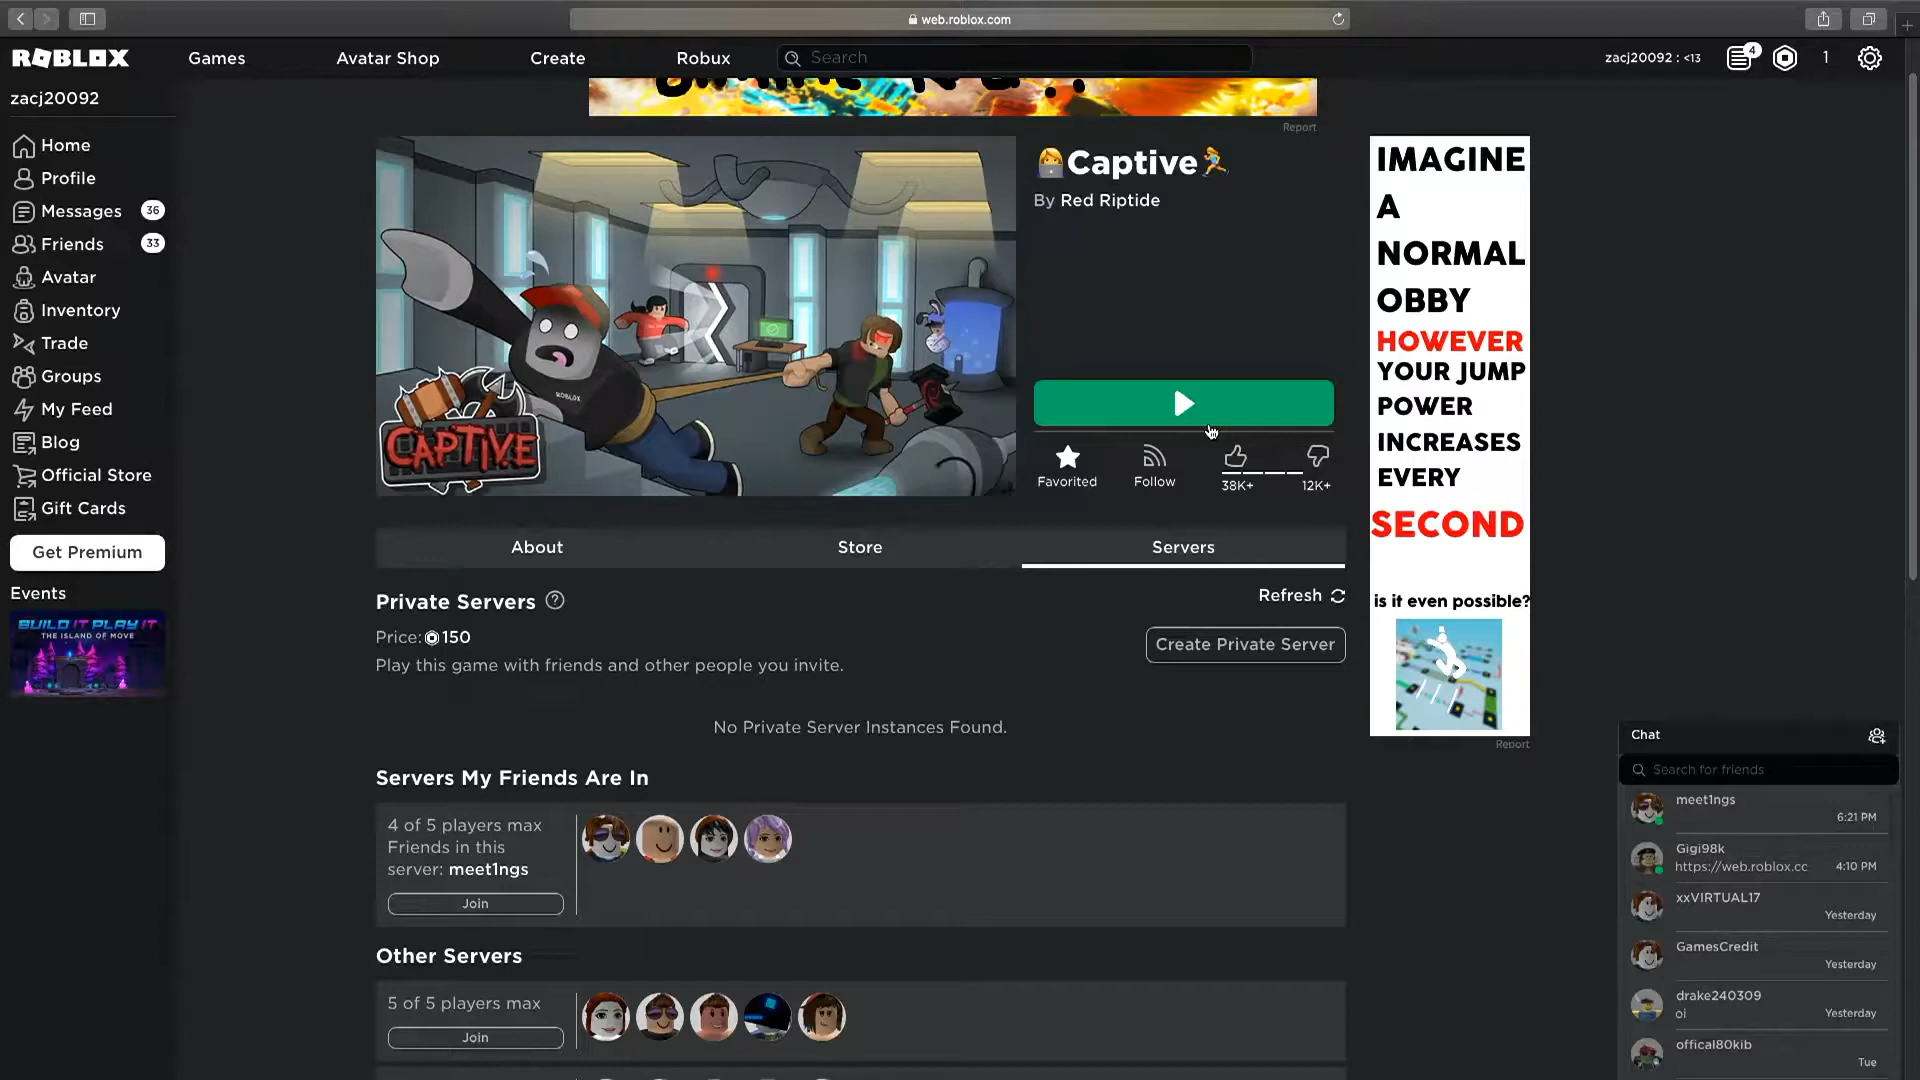 web.roblox.com
ROBLOX
Games
Avatar Shop
Create
Robux
Search
zacj20092 : <13
4
1
zacj20092
Home
Profile
Messages
36
Friends
33
Avatar
Inventory
Trade
Groups
My Feed
Blog
Official Store
Gift Cards
Get Premium
Events
BUILD IT PLAY IT
THE ISLAND OF MOVE
Report
ROBLOX
CAPTIVE
Captive
By Red Riptide
Favorited
Follow
38K+
12K+
About
Store
Servers
Private Servers
Refresh
Price: 150
Create Private Server
Play this game with friends and other people you invite.
No Private Server Instances Found.
Servers My Friends Are In
4 of 5 players max
Friends in this
server: meet1ngs
Join
Other Servers
5 of 5 players max
Join
IMAGINE
A
NORMAL
OBBY
HOWEVER
YOUR JUMP
POWER
INCREASES
EVERY
SECOND
is it even possible?
Report
Chat
Search for friends
meet1ngs
6:21 PM
Gigi98k
https://web.roblox.cc
4:10 PM
xxVIRTUAL17
Yesterday
GamesCredit
Yesterday
drake240309
oi
Yesterday
offical80kib
Tue